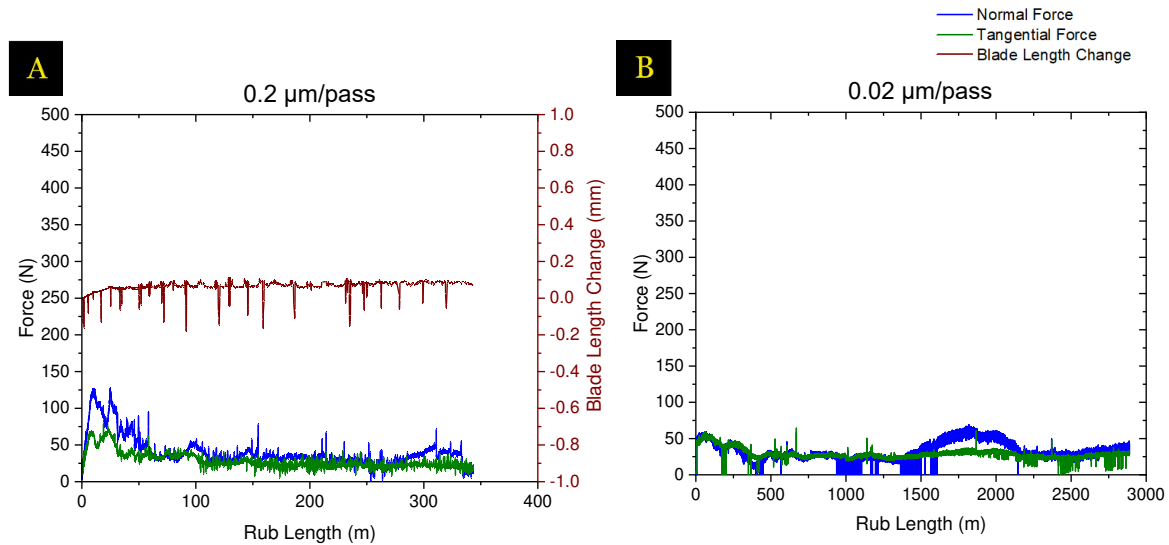 Normal Force
Tangential Force
Blade Length Change
A
0.2 µm/pass
500
450
400
350
300
250
200
150
100
50
0
Force (N)
1.0
0.8
0.6
0.4
0.2
0.0
-0.2
-0.4
-0.6
-0.8
-1.0
Blade Length Change (mm)
0 100 200 300 400
Rub Length (m)
B
0.02 µm/pass
500
450
400
350
300
250
200
150
100
50
0
Force (N)
0 500 1000 1500 2000 2500 3000
Rub Length (m)